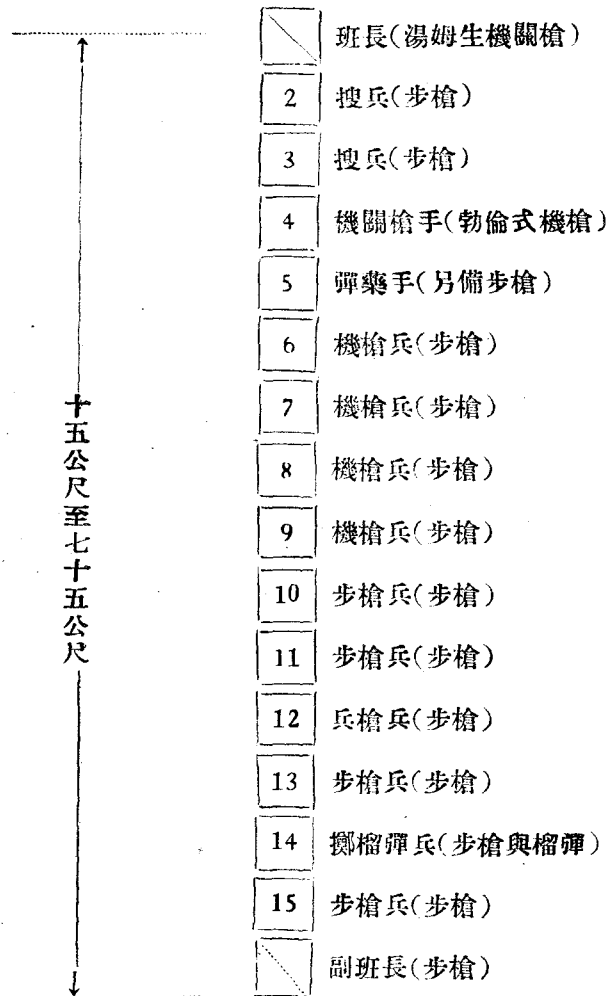 班長(湯姆生機關槍)
2 搜兵(步槍)
3 搜兵(步槍)
4 機關槍手(勃倫式機槍)
5 彈藥手(另備步槍)
6 機槍兵(步槍)
7 機槍兵(步槍)
8 機槍兵(步槍)
9 機槍兵(步槍)
10 步槍兵(步槍)
11 步槍兵(步槍)
12 兵槍兵(步槍)
13 步槍兵(步槍)
14 擲榴彈兵(步槍與榴彈)
15 步槍兵(步槍)
副班長(步槍)
十五公尺至七十五公尺